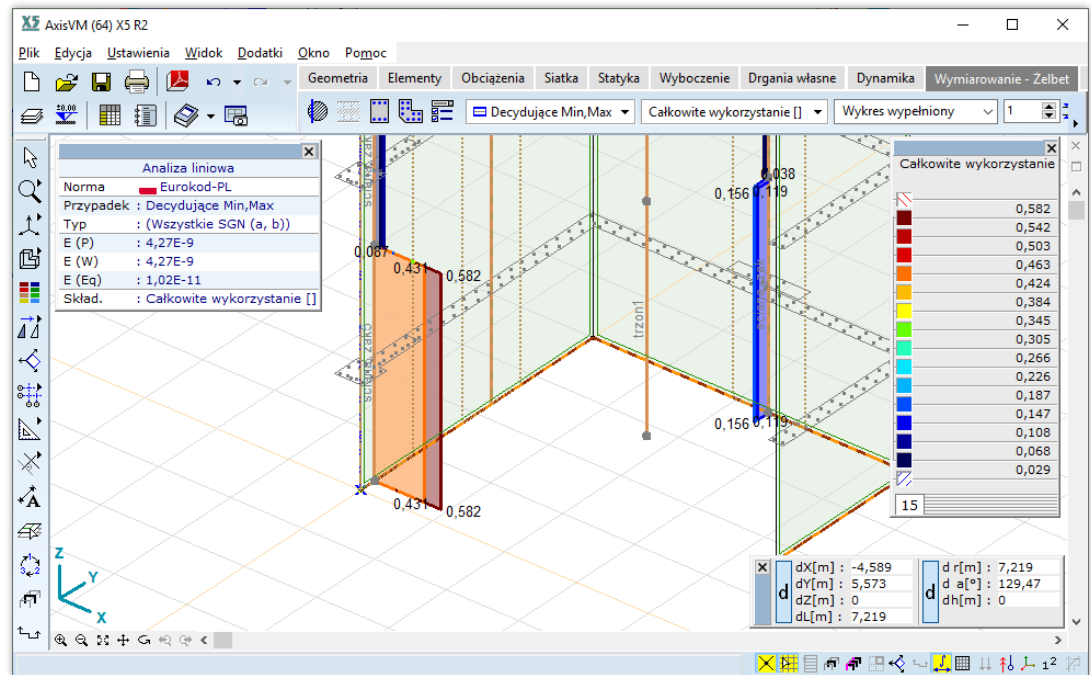 AxisVM (64) X5 R2
Plik Edycja Ustawienia Widok Dodatki Okno Pomoc
Geometria Elementy Obciążenia Siatka Statyka Wyboczenie Drgania własne Dynamika Wymiarowanie - Żelbet
Decydujące Min,Max Całkowite wykorzystanie [] Wykres wypełniony 1
Analiza liniowa
Norma Eurokod-PL
Przypadek : Decydujące Min,Max
Typ : (Wszystkie SGN (a, b))
E (P) : 4,27E-9
E (W) : 4,27E-9
E (Eq) : 1,02E-11
Skład. : Całkowite wykorzystanie []
0,087
0,431
0,582
0,431
0,582
trzon1
0,038
0,156 0,119
0,156 0,119
Całkowite wykorzystanie
0,582
0,542
0,503
0,463
0,424
0,384
0,345
0,305
0,266
0,226
0,187
0,147
0,108
0,068
0,029
15
Z
Y
X
d
dX[m] : -4,589
dY[m] : 5,573
dZ[m] : 0
dL[m] : 7,219
d
d r[m] : 7,219
d a[°] : 129,47
dh[m] : 0